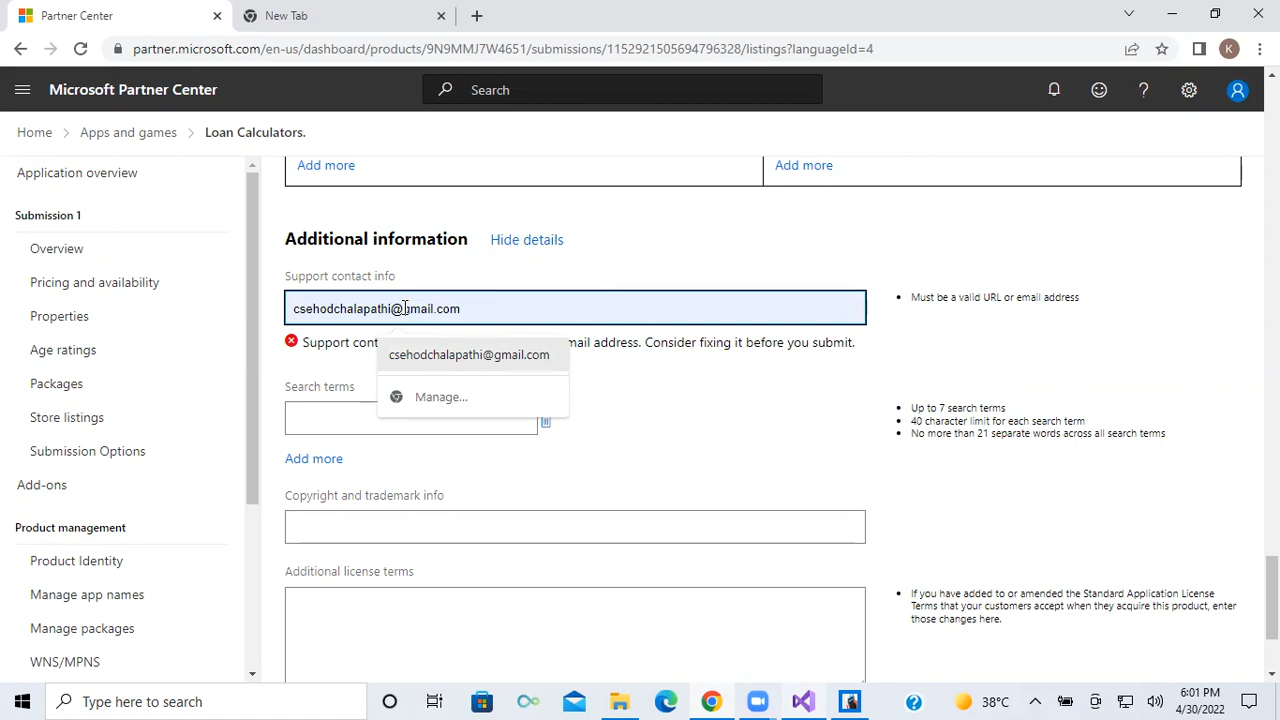 Partner Center
New Tab
partner.microsoft.com/en-us/dashboard/products/9N9MMJ7W4651/submissions/1152921505694796328/listings?languageId=4
K
Microsoft Partner Center
Search
Home
Apps and games
Loan Calculators.
Application overview
Submission 1
Overview
Pricing and availability
Properties
Age ratings
Packages
Store listings
Submission Options
Add-ons
Product management
Product Identity
Manage app names
Manage packages
WNS/MPNS
Add more
Add more
Additional information
Hide details
Support contact info
csehodchalapathi@gmail.com
Must be a valid URL or email address
Support cont
mail address. Consider fixing it before you submit.
csehodchalapathi@gmail.com
Manage...
Search terms
Up to 7 search terms
40 character limit for each search term
No more than 21 separate words across all search terms
Add more
Copyright and trademark info
Additional license terms
If you have added to or amended the Standard Application License
Terms that your customers accept when they acquire this product, enter
those changes here.
Type here to search
38°C
6:01 PM
4/30/2022